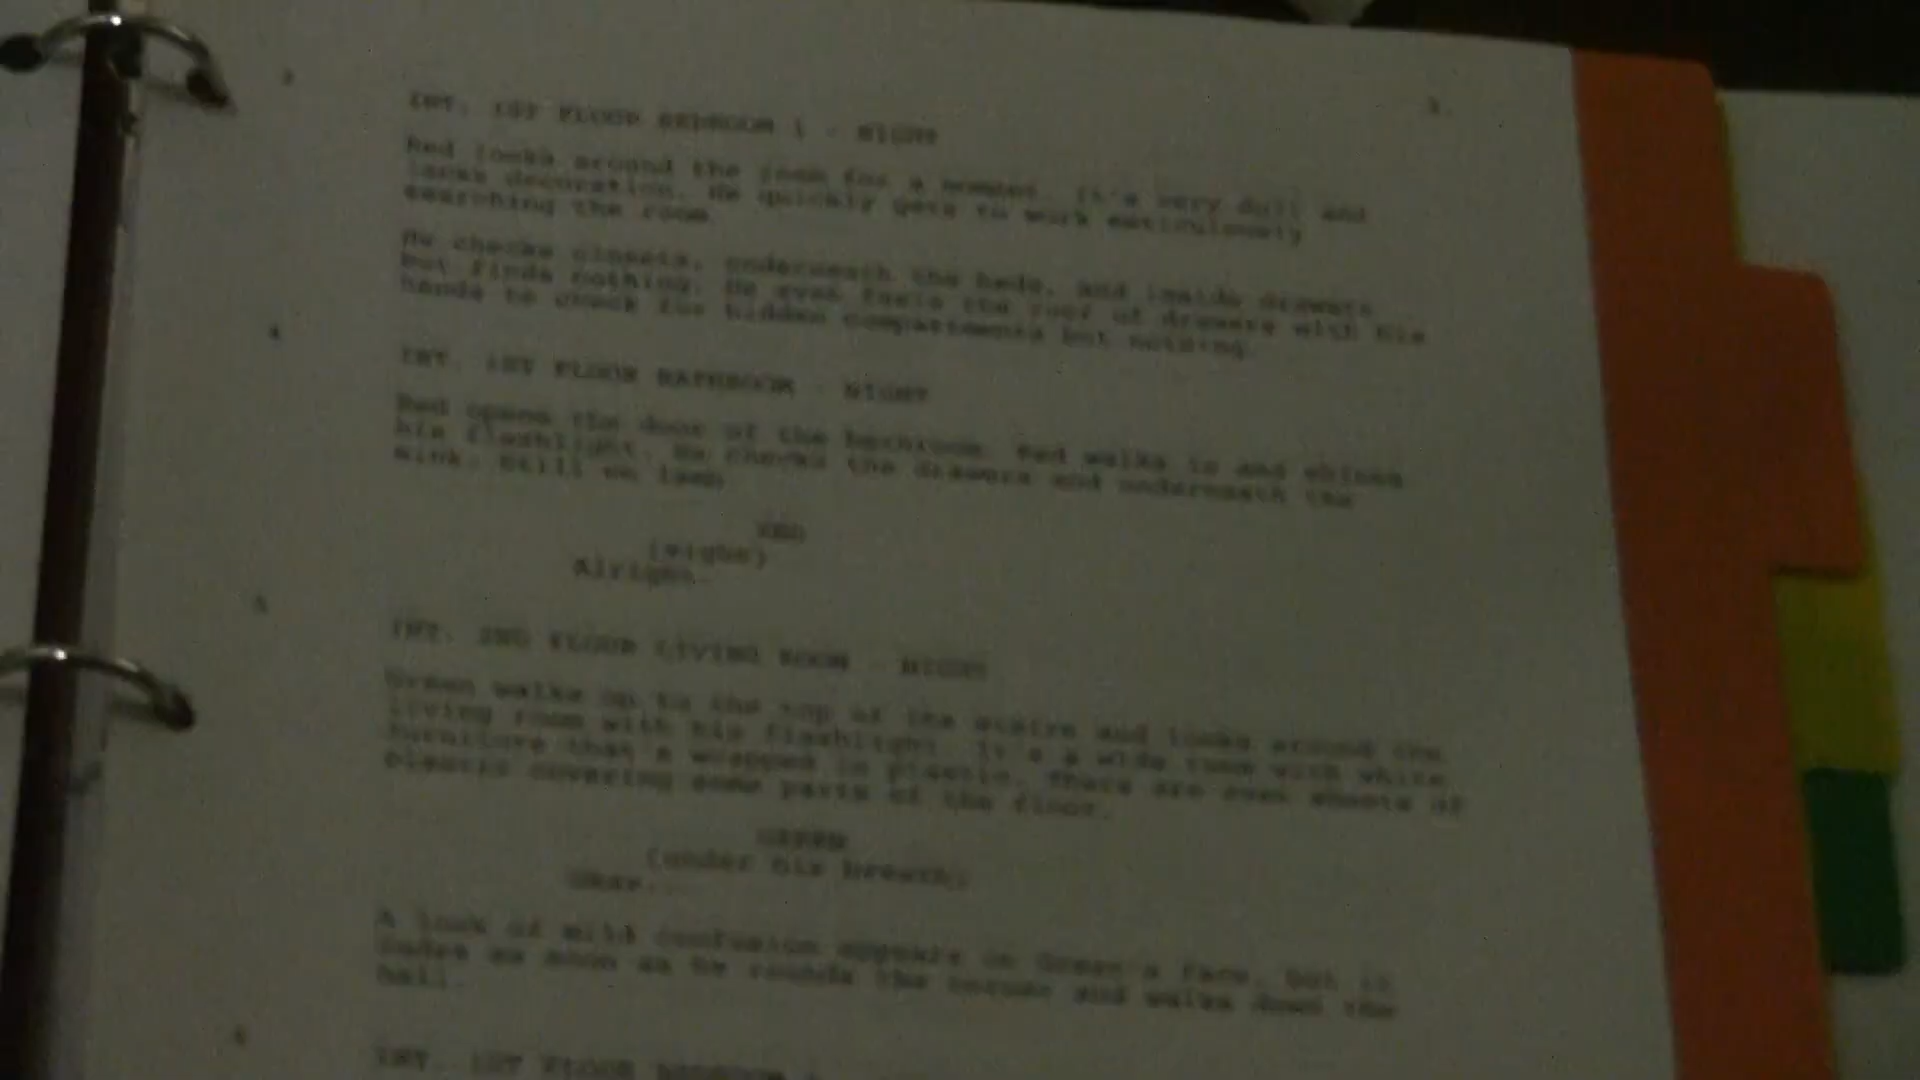 3.
INT. 1ST FLOOR BEDROOM 1 - NIGHT
Red looks around the room for a moment. It's very dull and
lacks decoration. He quickly gets to work meticulously
searching the room.
He checks closets, underneath the beds, and inside drawers
but finds nothing. He even feels the roof of drawers with his
hands to check for hidden compartments but nothing.
4
INT. 1ST FLOOR BATHROOM - NIGHT
Red opens the door of the bathroom. Red walks in and shines
his flashlight. He checks the drawers and underneath the
sink. Still no
RED
(sighs)
Alright.
5
INT. 2ND FLOOR LIVING ROOM - NIGHT
Green walks up to the top of the stairs and looks around the
living room with his flashlight. It's a wide room with white
furniture that's wrapped in plastic. There are even sheets of
plastic covering some parts of the floor.
GREEN
(under his breath)
Okay...
A look of mild confusion appears on Green's face, but it
fades as soon as he rounds the corner and walks down the
hall.
6
INT. 1ST FLOOR BEDROOM